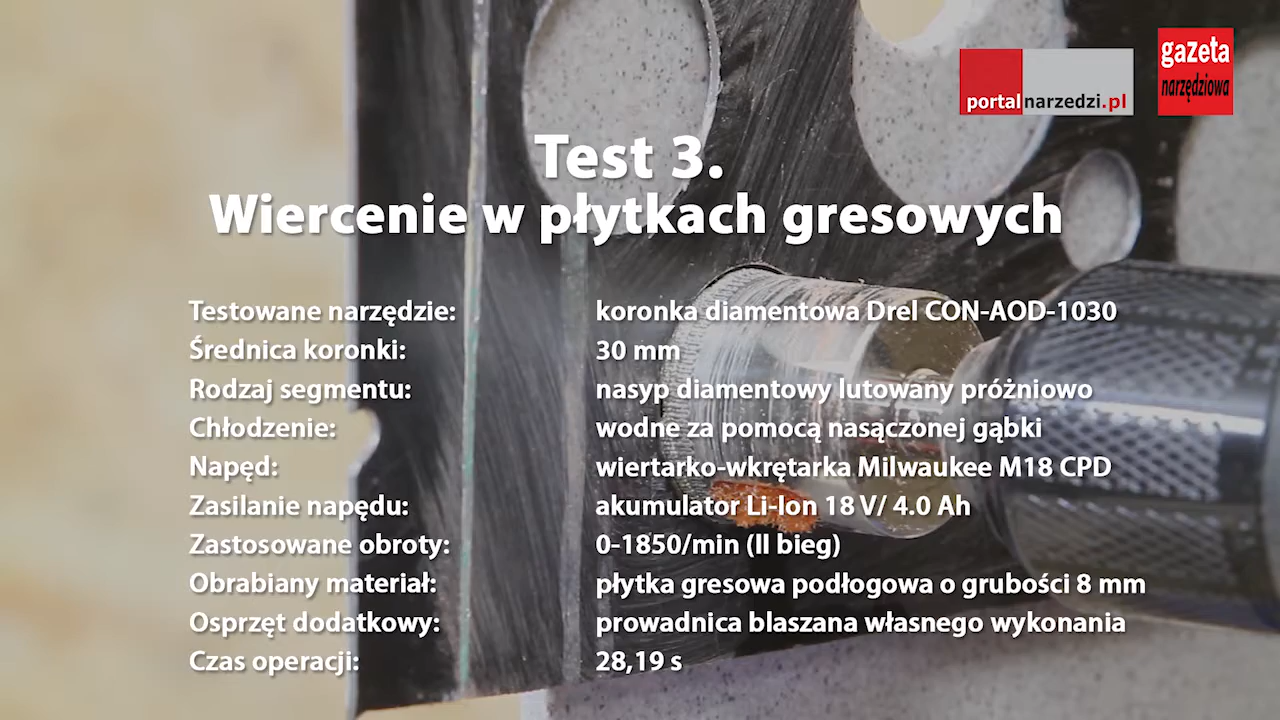 portalnarzedzi.pl
gazeta
narzędziowa
Test 3.
Wiercenie w płytkach gresowych
Testowane narzędzie: koronka diamentowa Drel CON-AOD-1030
Średnica koronki: 30 mm
Rodzaj segmentu: nasyp diamentowy lutowany próżniowo
Chłodzenie: wodne za pomocą nasączonej gąbki
Napęd: wiertarko-wkrętarka Milwaukee M18 CPD
Zasilanie napędu: akumulator Li-Ion 18 V/ 4.0 Ah
Zastosowane obroty: 0-1850/min (II bieg)
Obrabiany materiał: płytka gresowa podłogowa o grubości 8 mm
Osprzęt dodatkowy: prowadnica blaszana własnego wykonania
Czas operacji: 28,19 s